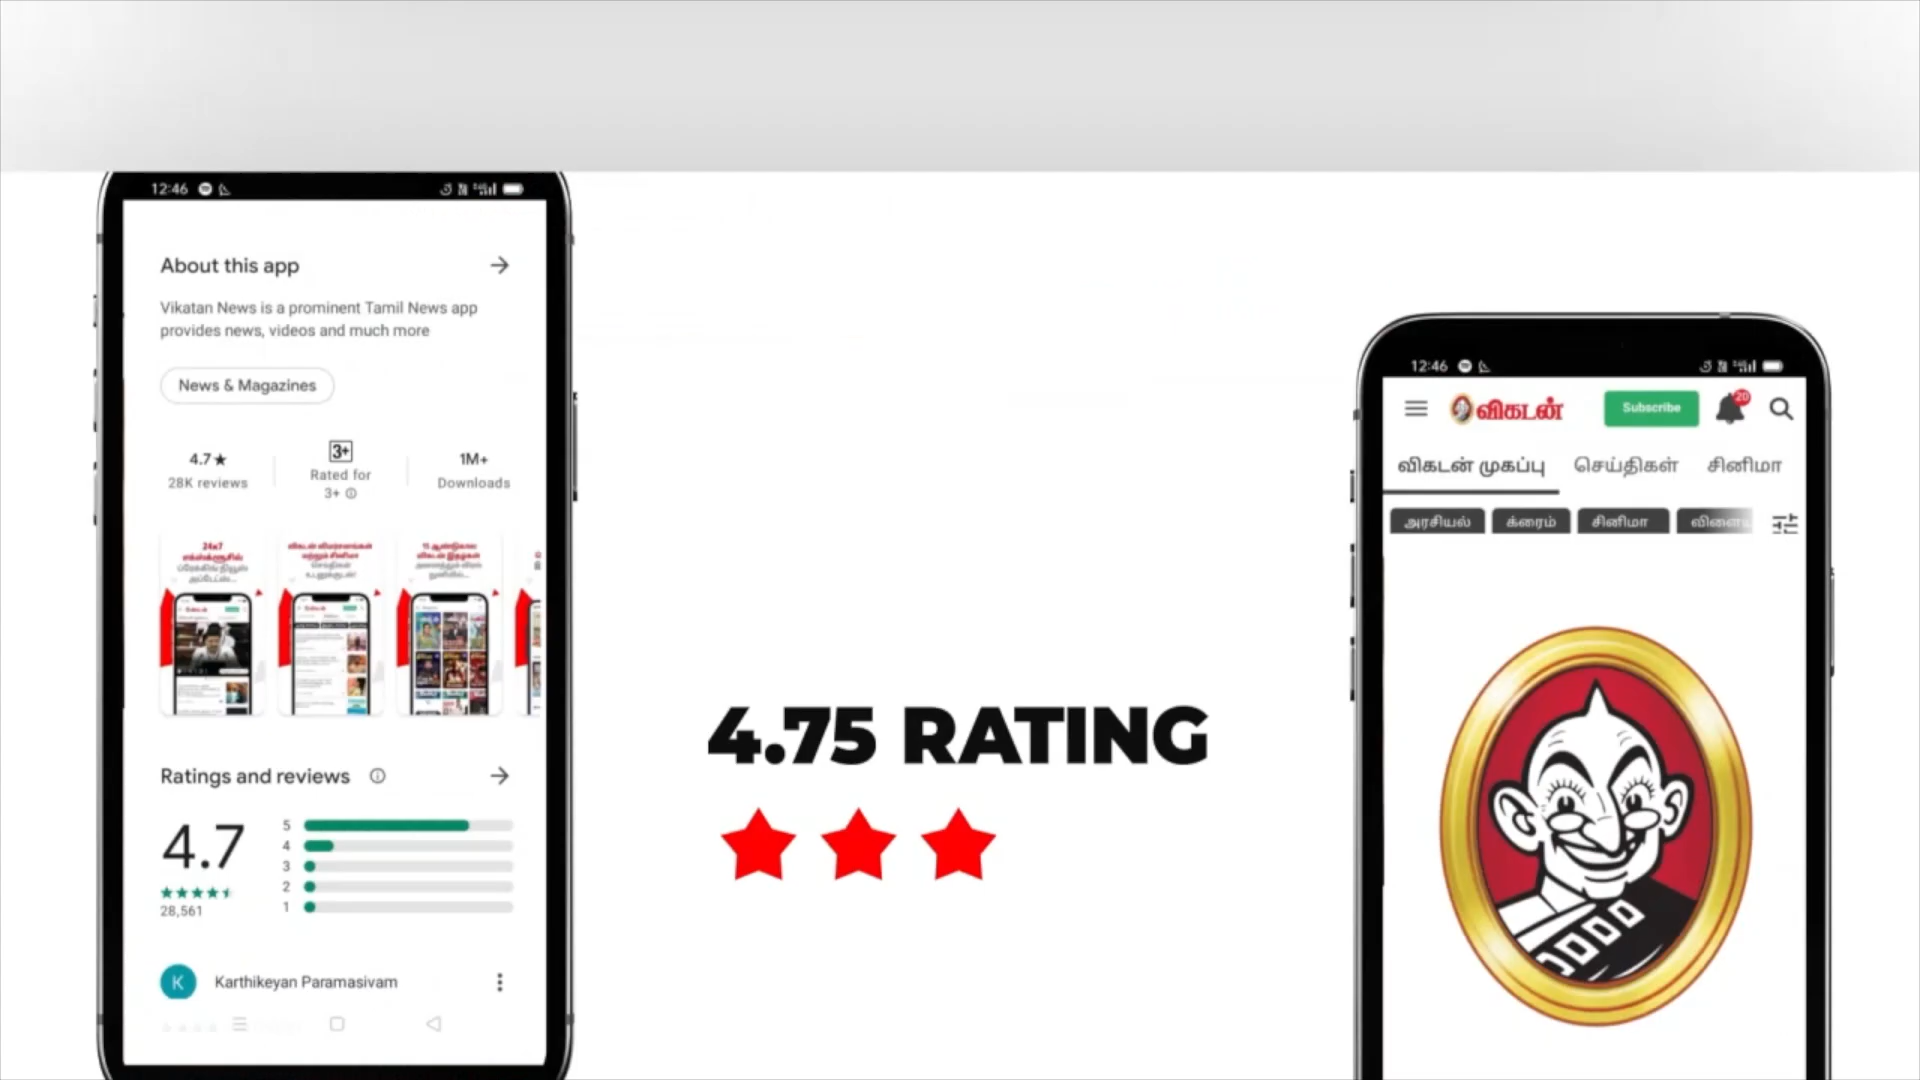 12:46
About this app
Vikatan News is a prominent Tamil News app
provides news, videos and much more
News & Magazines
4.7★
28K reviews
3+
Rated for
3+
1M+
Downloads
24x7
Ratings and reviews
4.7
5
4
3
2
1
28,561
K
Karthikeyan Paramasivam
4.75 RATING
12:46
விகடன்
Subscribe
20
விகடன் முகப்பு
செய்திகள்
சினிமா
அரசியல்
க்ரைம்
சினிமா